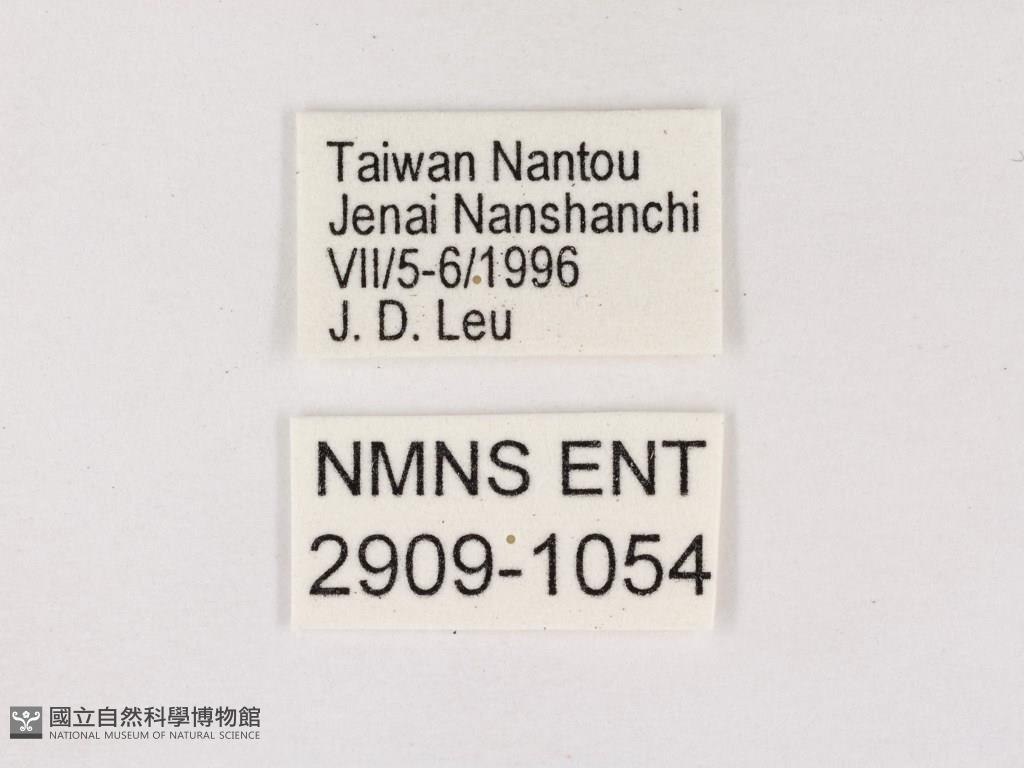 Taiwan Nantou
Jenai Nanshanchi
VII/5-6/1996
J. D. Leu
NMNS ENT
2909-1054
國立自然科學博物館
NATIONAL MUSEUM OF NATURAL SCIENCE